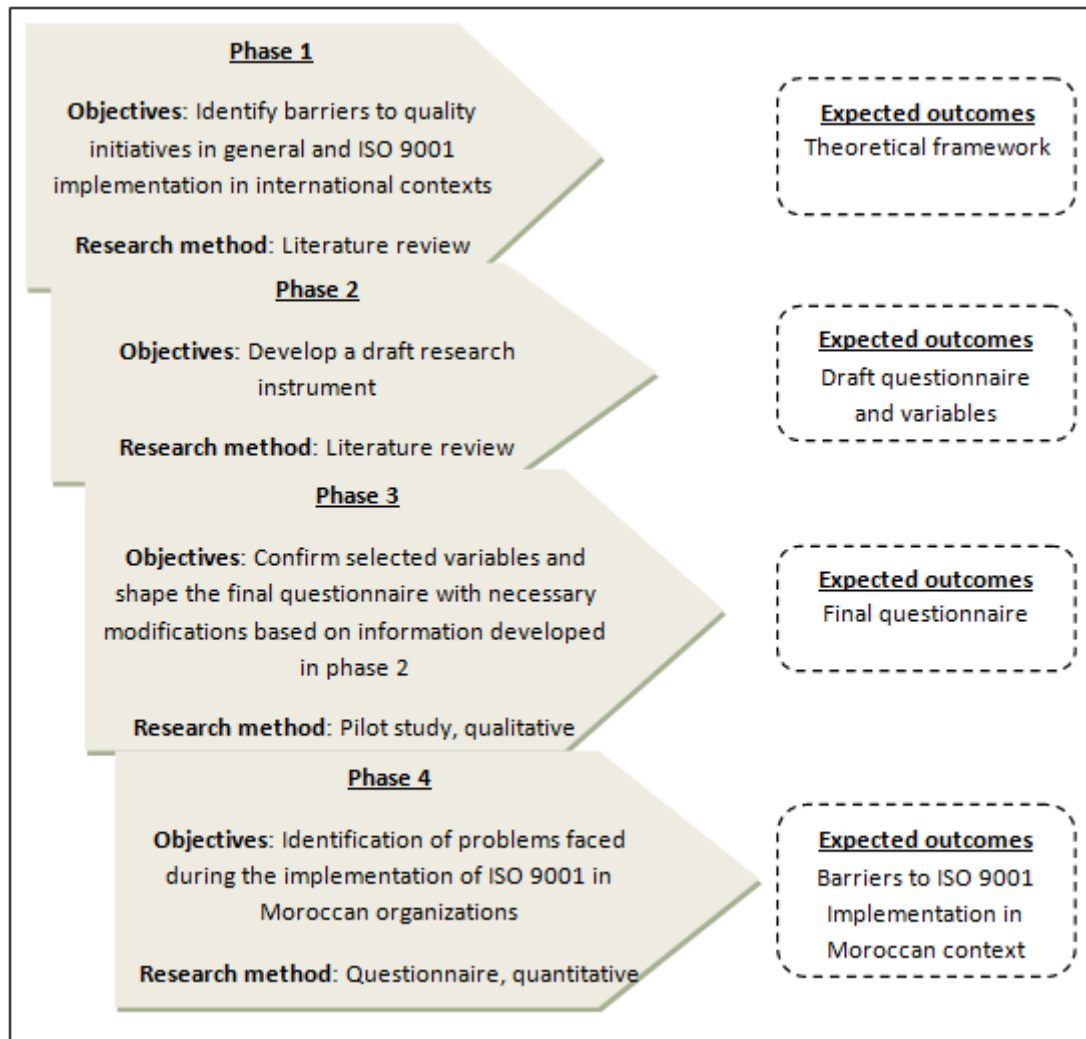 Phase 1
Objectives: Identify barriers to quality
initiatives in general and ISO 9001
implementation in international contexts
Research method: Literature review
Expected outcomes
Theoretical framework
Phase 2
Objectives: Develop a draft research
instrument
Research method: Literature review
Expected outcomes
Draft questionnaire
and variables
Phase 3
Objectives: Confirm selected variables and
shape the final questionnaire with necessary
modifications based on information developed
in phase 2
Research method: Pilot study, qualitative
Expected outcomes
Final questionnaire
Phase 4
Objectives: Identification of problems faced
during the implementation of ISO 9001 in
Moroccan organizations
Research method: Questionnaire, quantitative
Expected outcomes
Barriers to ISO 9001
Implementation in
Moroccan context